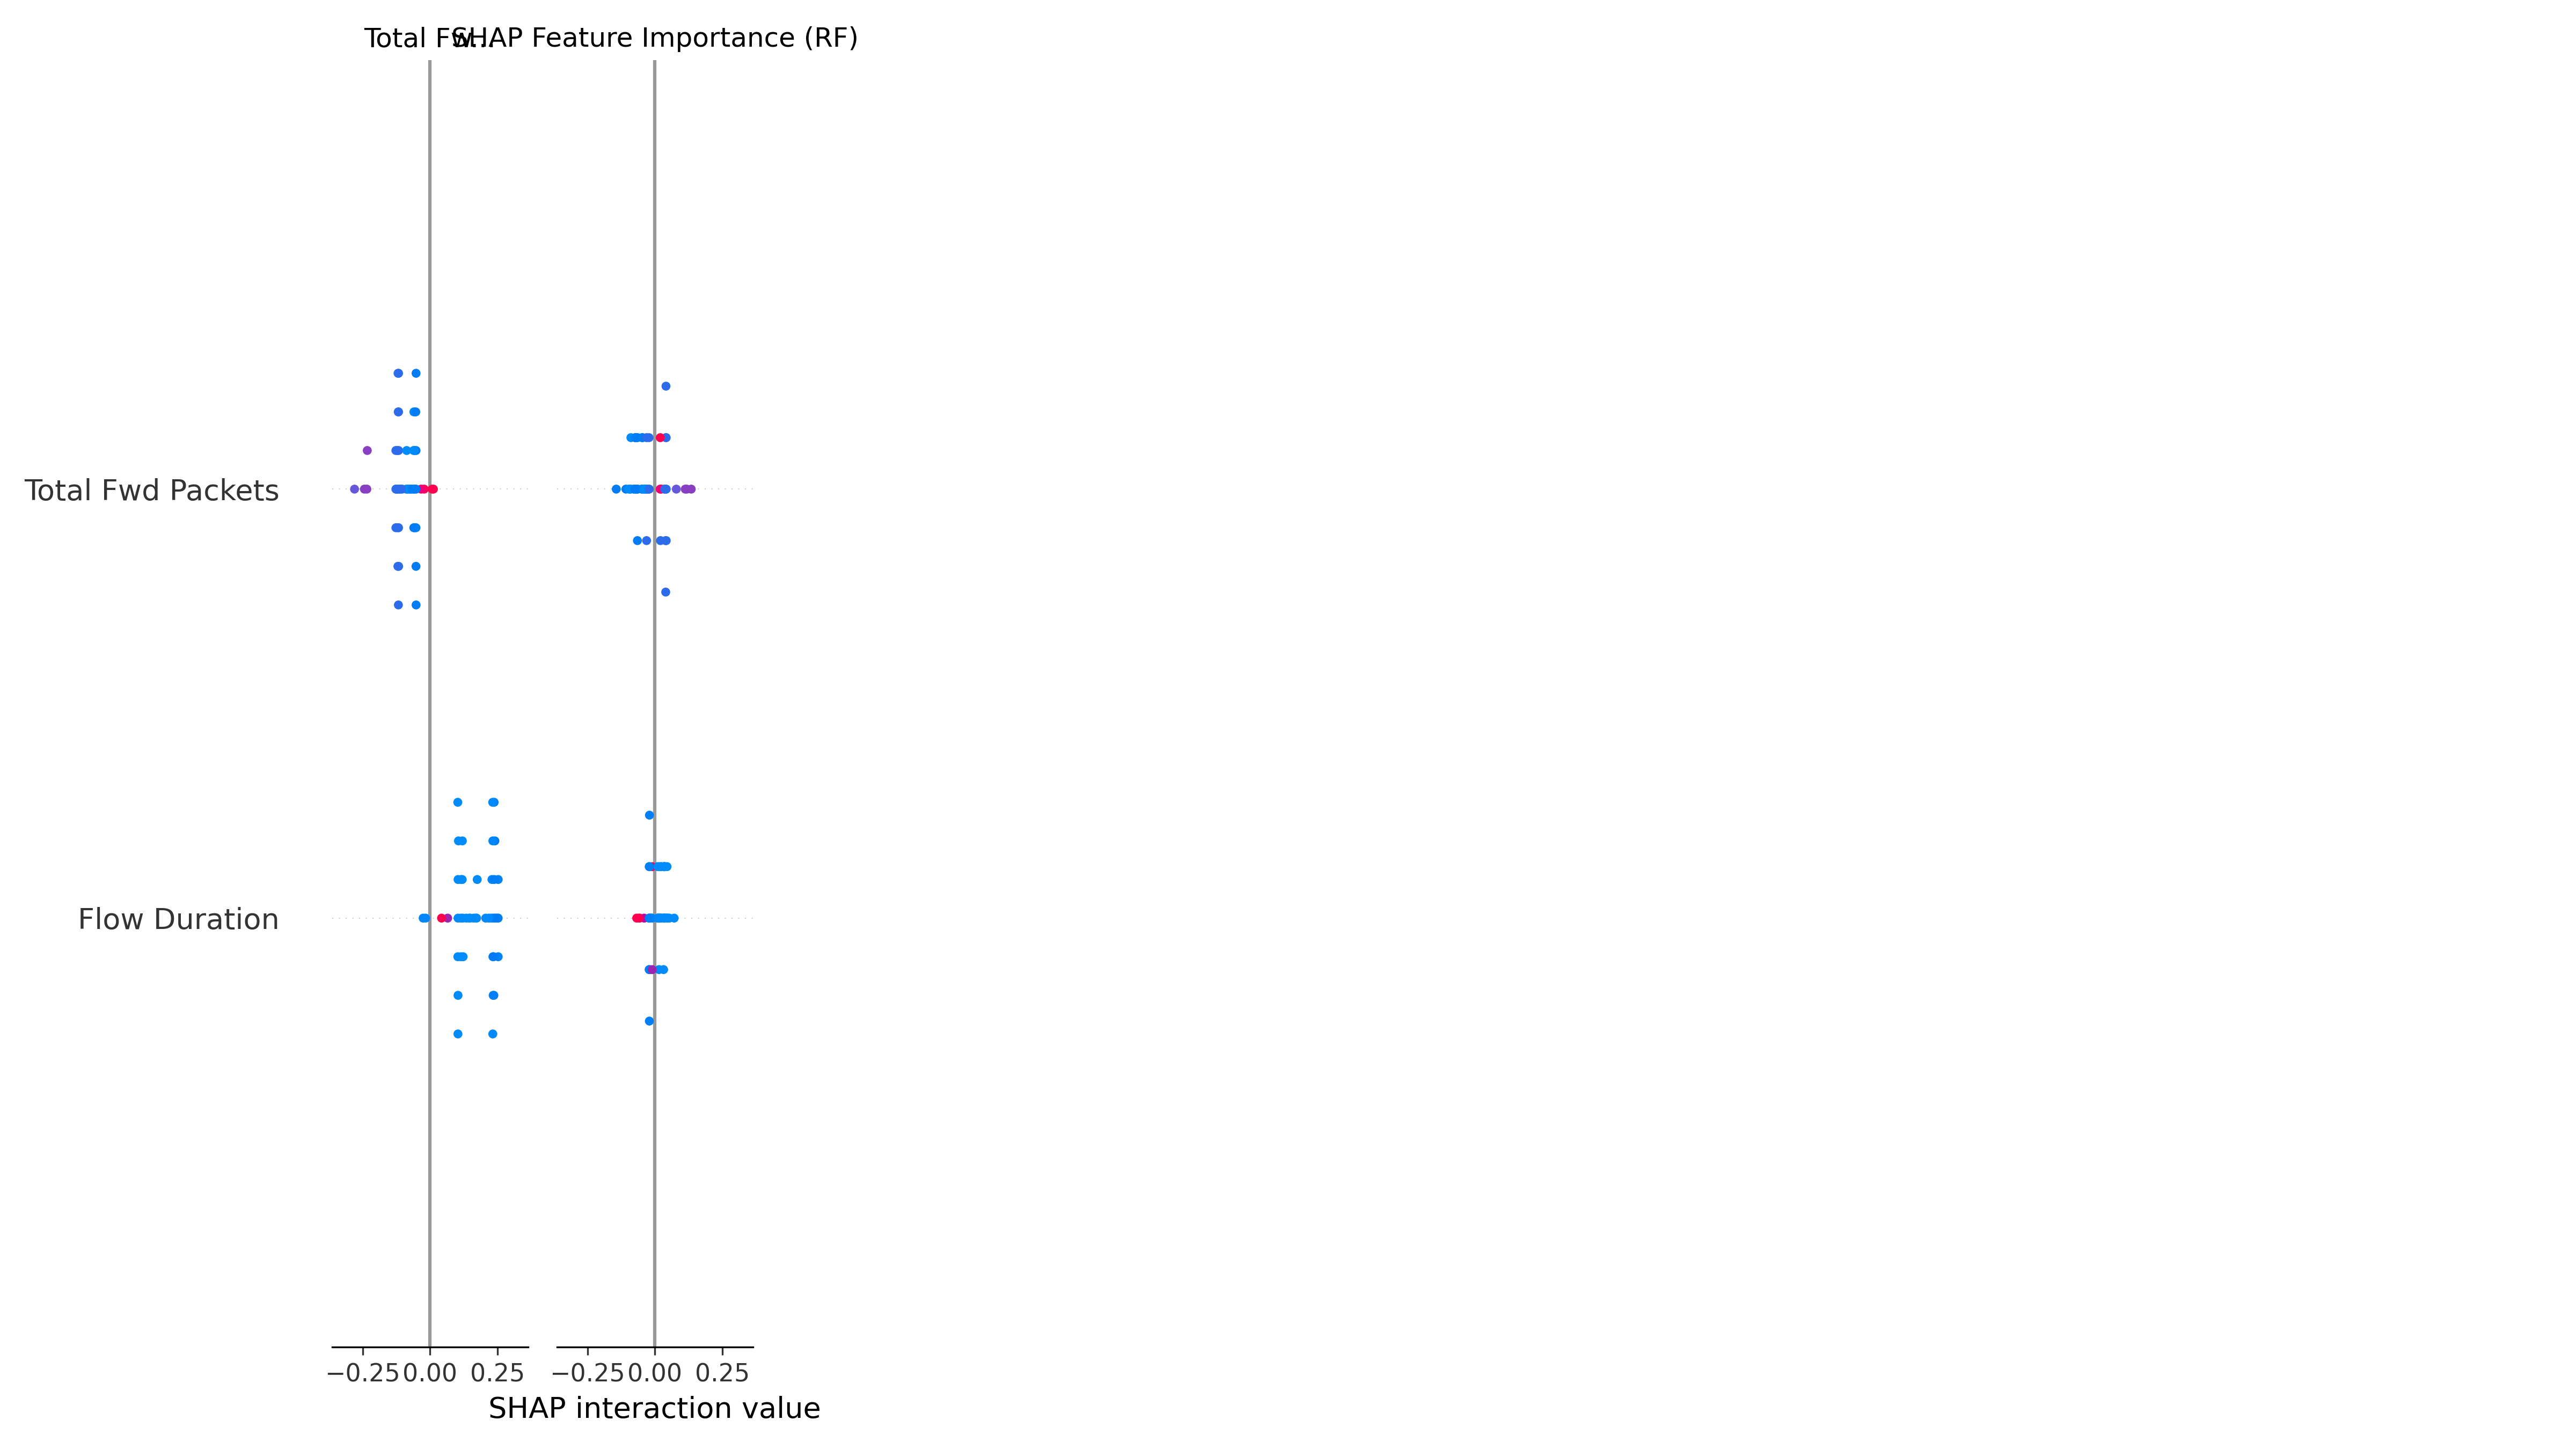 Total Fw...
SHAP Feature Importance (RF)
Total Fwd Packets
Flow Duration
−0.25 0.00 0.25 −0.25 0.00 0.25
SHAP interaction value